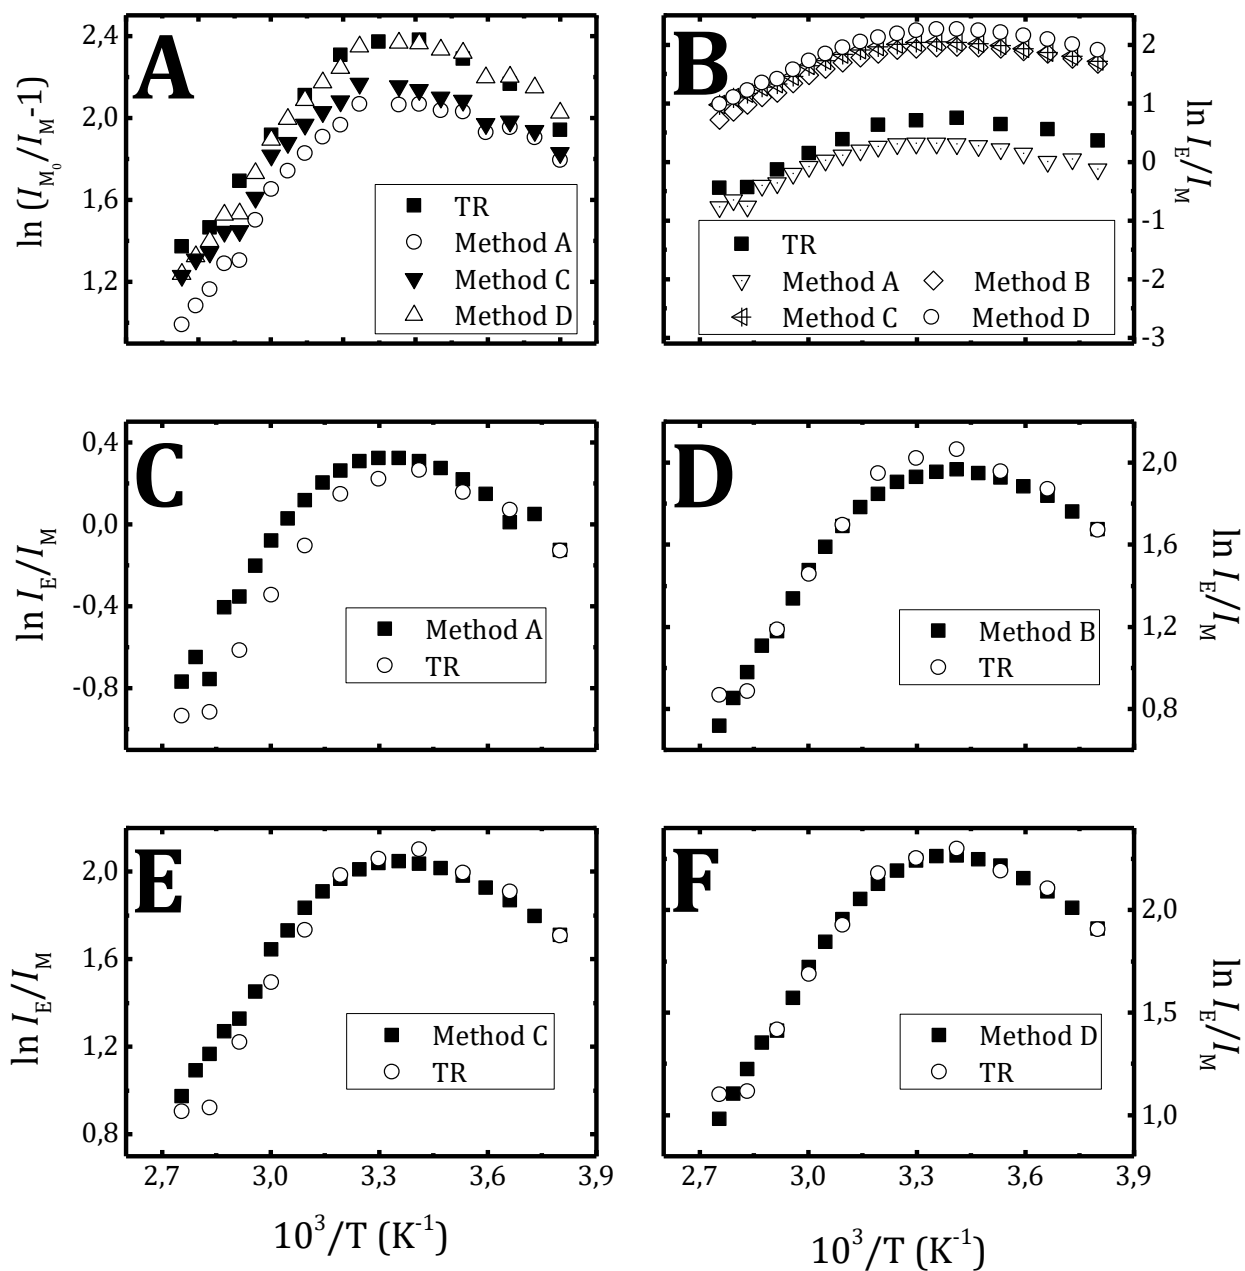 A
ln (I_M₀/I_M-1)
2,4
2,0
1,6
1,2
TR
Method A
Method C
Method D
B
ln I_E/I_M
2
1
0
-1
-2
-3
TR
Method A
Method B
Method C
Method D
C
ln I_E/I_M
0,4
0,0
-0,4
-0,8
Method A
TR
D
ln I_E/I_M
2,0
1,6
1,2
0,8
Method B
TR
E
ln I_E/I_M
2,0
1,6
1,2
0,8
Method C
TR
2,7 3,0 3,3 3,6 3,9
10³/T (K⁻¹)
F
ln I_E/I_M
2,0
1,5
1,0
Method D
TR
2,7 3,0 3,3 3,6 3,9
10³/T (K⁻¹)